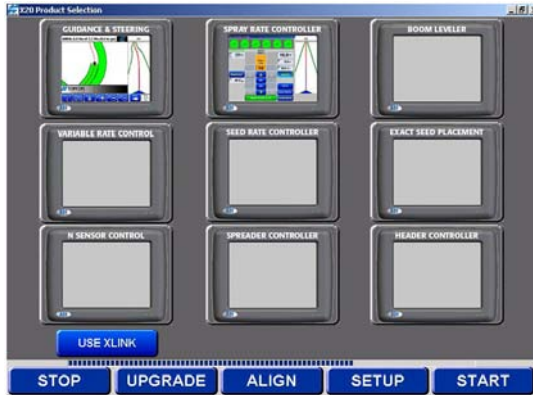 X20 Product Selection
GUIDANCE & STEERING
SPRAY RATE CONTROLLER
BOOM LEVELER
VARIABLE RATE CONTROL
SEED RATE CONTROLLER
EXACT SEED PLACEMENT
N SENSOR CONTROL
SPREADER CONTROLLER
HEADER CONTROLLER
USE XLINK
STOP
UPGRADE
ALIGN
SETUP
START